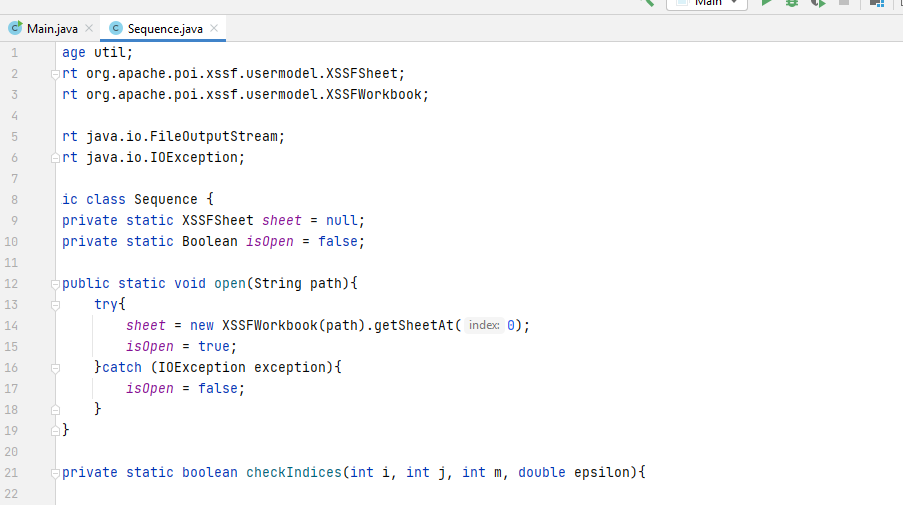 Main
Main.java
Sequence.java
1 age util;
2 rt org.apache.poi.xssf.usermodel.XSSFSheet;
3 rt org.apache.poi.xssf.usermodel.XSSFWorkbook;
4
5 rt java.io.FileOutputStream;
6 rt java.io.IOException;
7
8 ic class Sequence {
9 private static XSSFSheet sheet = null;
10 private static Boolean isOpen = false;
11
12 public static void open(String path){
13 try{
14 sheet = new XSSFWorkbook(path).getSheetAt( index: 0);
15 isOpen = true;
16 }catch (IOException exception){
17 isOpen = false;
18 }
19 }
20
21 private static boolean checkIndices(int i, int j, int m, double epsilon){
22